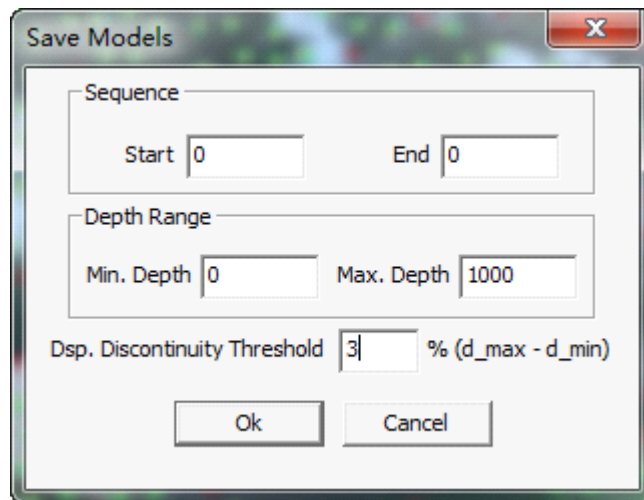 Save Models
Sequence
Start 0 End 0
Depth Range
Min. Depth 0 Max. Depth 1000
Dsp. Discontinuity Threshold 3 % (d_max - d_min)
Ok Cancel